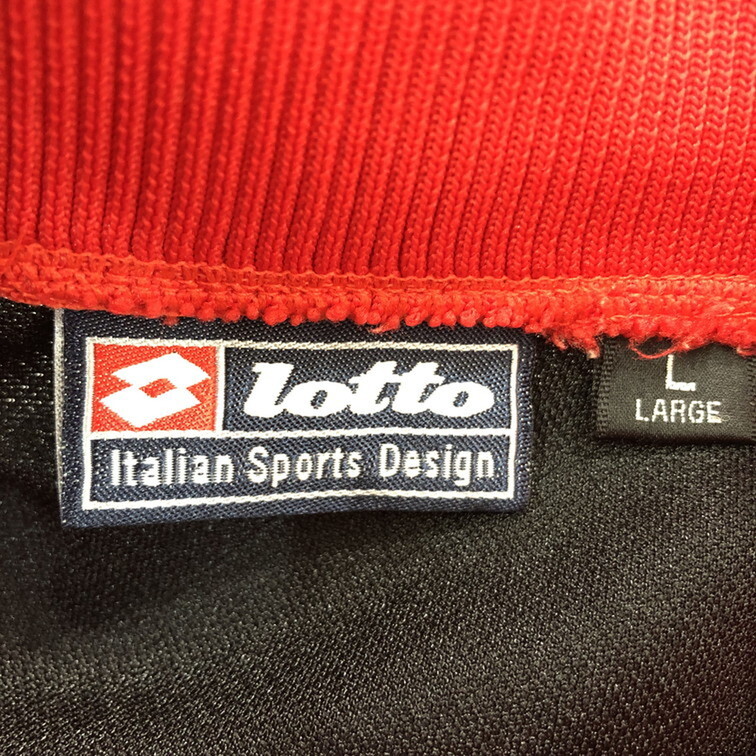 lotto
Italian Sports Design
L
LARGE